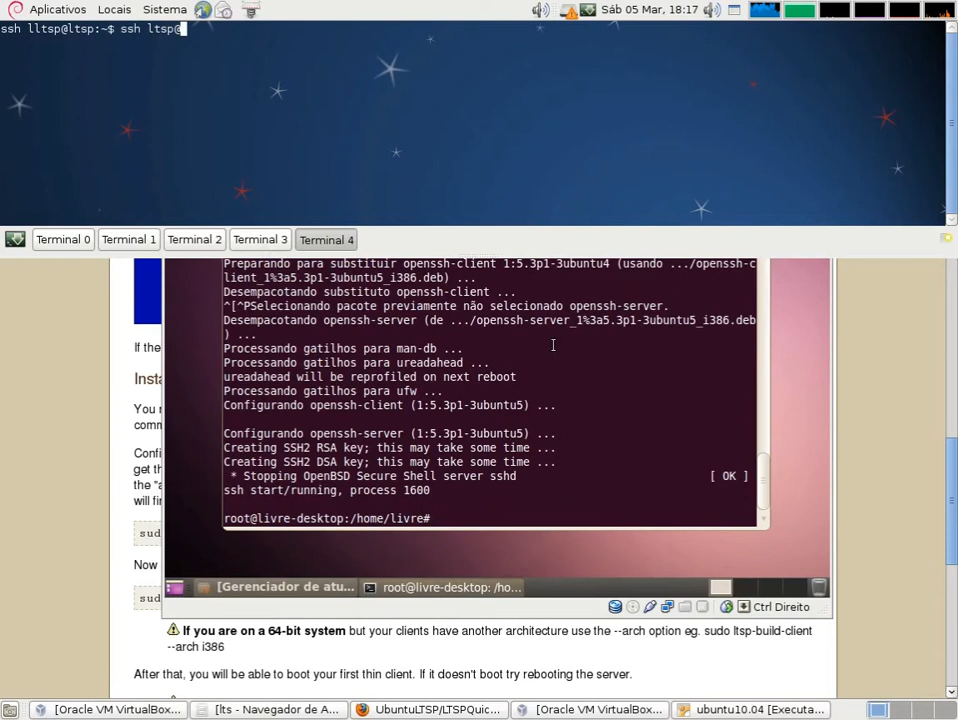 Aplicativos Locais Sistema Sáb 05 Mar, 18:17
ssh lltsp@ltsp:~$ ssh ltsp@
Terminal 0 Terminal 1 Terminal 2 Terminal 3 Terminal 4
Preparando para substituir openssh-client 1:5.3p1-3ubuntu4 (usando .../openssh-c
lient_1%3a5.3p1-3ubuntu5_i386.deb) ...
Desempacotando substituto openssh-client ...
^[^PSelecionando pacote previamente não selecionado openssh-server.
Desempacotando openssh-server (de .../openssh-server_1%3a5.3p1-3ubuntu5_i386.deb
) ...
Processando gatilhos para man-db ...
Processando gatilhos para ureadahead ...
ureadahead will be reprofiled on next reboot
Processando gatilhos para ufw ...
Configurando openssh-client (1:5.3p1-3ubuntu5) ...
Configurando openssh-server (1:5.3p1-3ubuntu5) ...
Creating SSH2 RSA key; this may take some time ...
Creating SSH2 DSA key; this may take some time ...
* Stopping OpenBSD Secure Shell server sshd [ OK ]
ssh start/running, process 1600
root@livre-desktop:/home/livre#
[Gerenciador de atu... root@livre-desktop: /ho...
Ctrl Direito
If the
Insta
You
comm
Confi
get th
the "a
will fin
sud
Now
sud
If you are on a 64-bit system but your clients have another architecture use the --arch option eg. sudo ltsp-build-client
--arch i386
After that, you will be able to boot your first thin client. If it doesn't boot try rebooting the server.
[Oracle VM VirtualBox... [lts - Navegador de A... UbuntuLTSP/LTSPQuic... [Oracle VM VirtualBox... ubuntu10.04 [Executa...